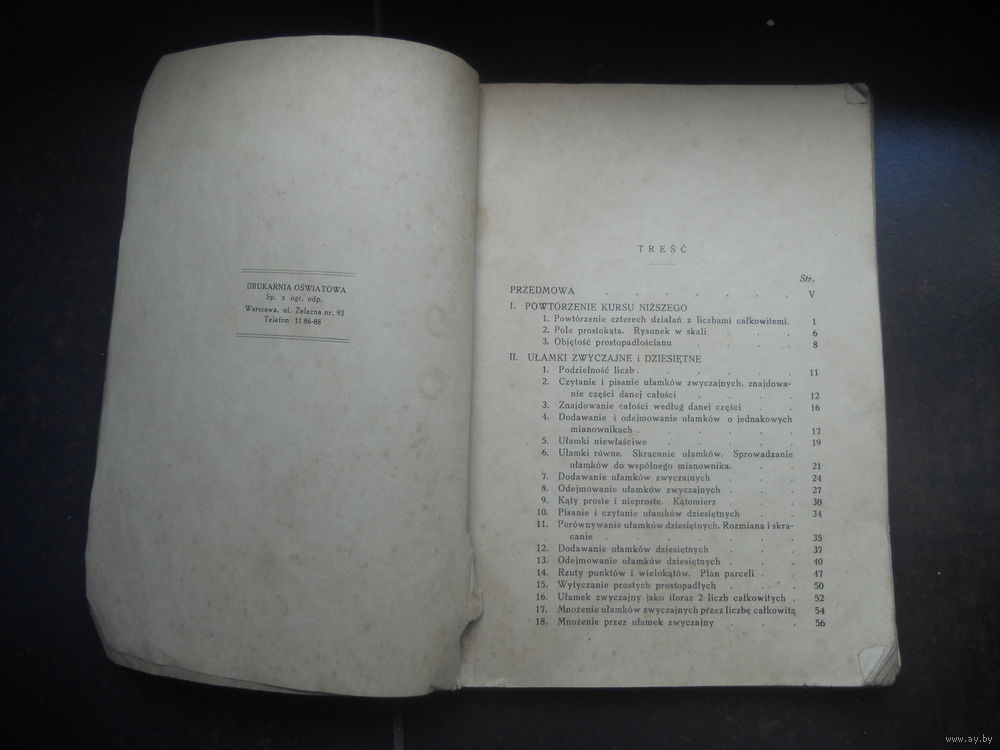 DRUKARNIA OŚWIATOWA
Sp. z ogr. odp.
Warszawa, ul. Żelazna nr. 93
Telefon 11 86-88
TREŚĆ
Str.
PRZEDMOWA . . . . . . . V
I. POWTÓRZENIE KURSU NIŻSZEGO
1. Powtórzenie czterech działań z liczbami całkowitemi. 1
2. Pole prostokąta. Rysunek w skali . . . . 6
3. Objętość prostopadłościanu . . . . 8
II. UŁAMKI ZWYCZAJNE i DZIESIĘTNE
1. Podzielność liczb . . . . . . 11
2. Czytanie i pisanie ułamków zwyczajnych, znajdowa-
nie części danej całości . . . . 12
3. Znajdowanie całości według danej części . . 16
4. Dodawanie i odejmowanie ułamków o jednakowych
mianownikach . . . . . . 17
5. Ułamki niewłaściwe . . . . . 19
6. Ułamki równe. Skracanie ułamków. Sprowadzanie
ułamków do wspólnego mianownika. . . 21
7. Dodawanie ułamków zwyczajnych . . . 24
8. Odejmowanie ułamków zwyczajnych . . . 27
9. Kąty proste i nieproste. Kątomierz . . . 30
10. Pisanie i czytanie ułamków dziesiętnych . . 34
11. Porównywanie ułamków dziesiętnych. Rozmiana i skra-
canie . . . . . . . 35
12. Dodawanie ułamków dziesiętnych . . . 37
13. Odejmowanie ułamków dziesiętnych . . . 40
14. Rzuty punktów i wielokątów. Plan parceli . . 47
15. Wytyczanie prostych prostopadłych . . . 50
16. Ułamek zwyczajny jako iloraz 2 liczb całkowitych . 52
17. Mnożenie ułamków zwyczajnych przez liczbę całkowitą 54
18. Mnożenie przez ułamek zwyczajny . . . 56
www.ay.by